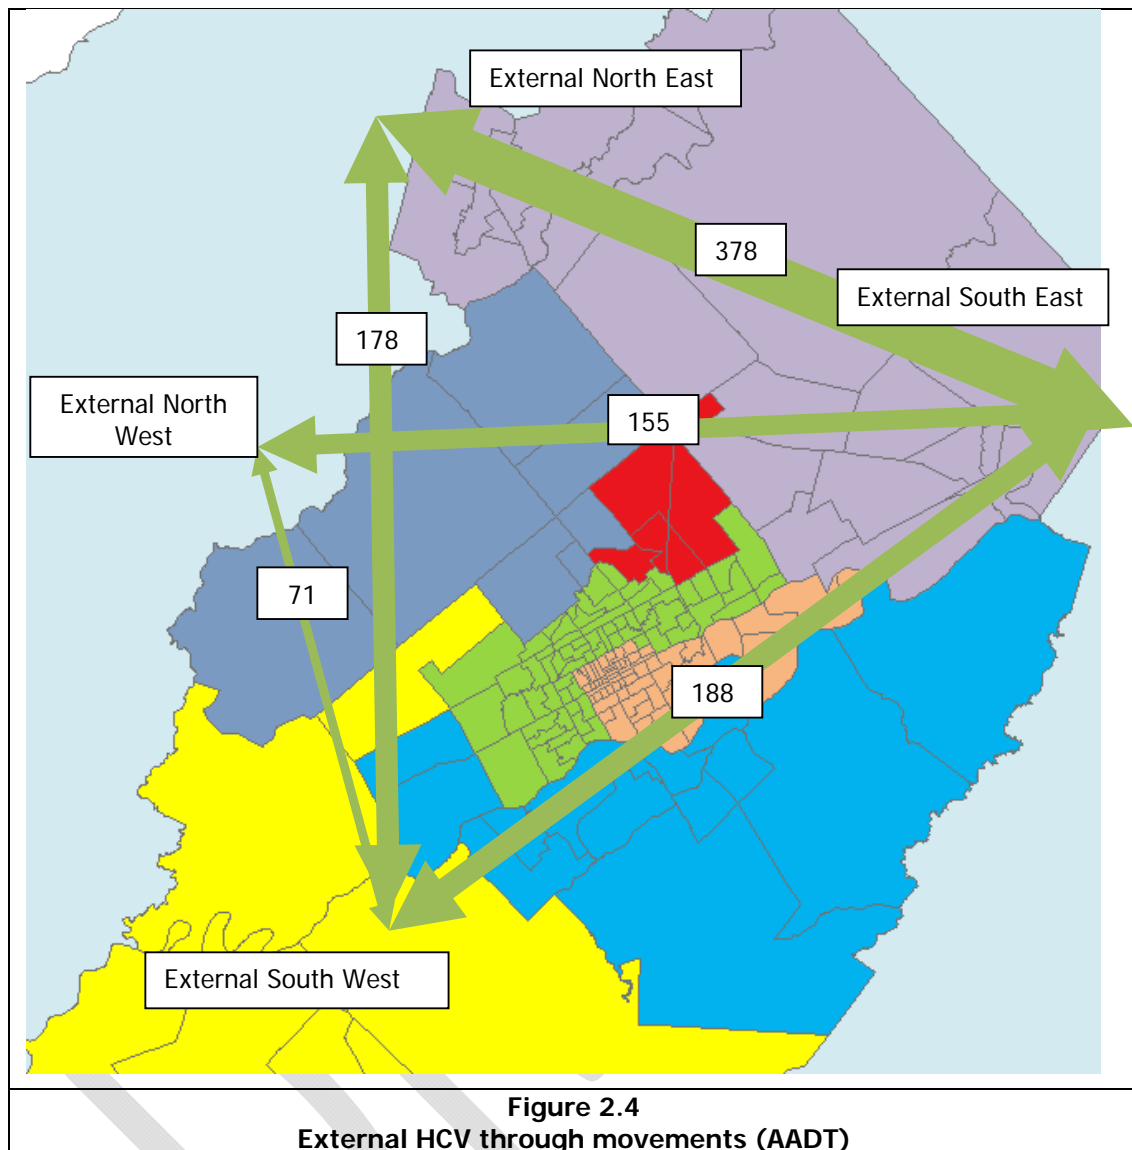 External North East
378
External South East
178
External North
West
155
71
188
External South West
Figure 2.4
External HCV through movements (AADT)